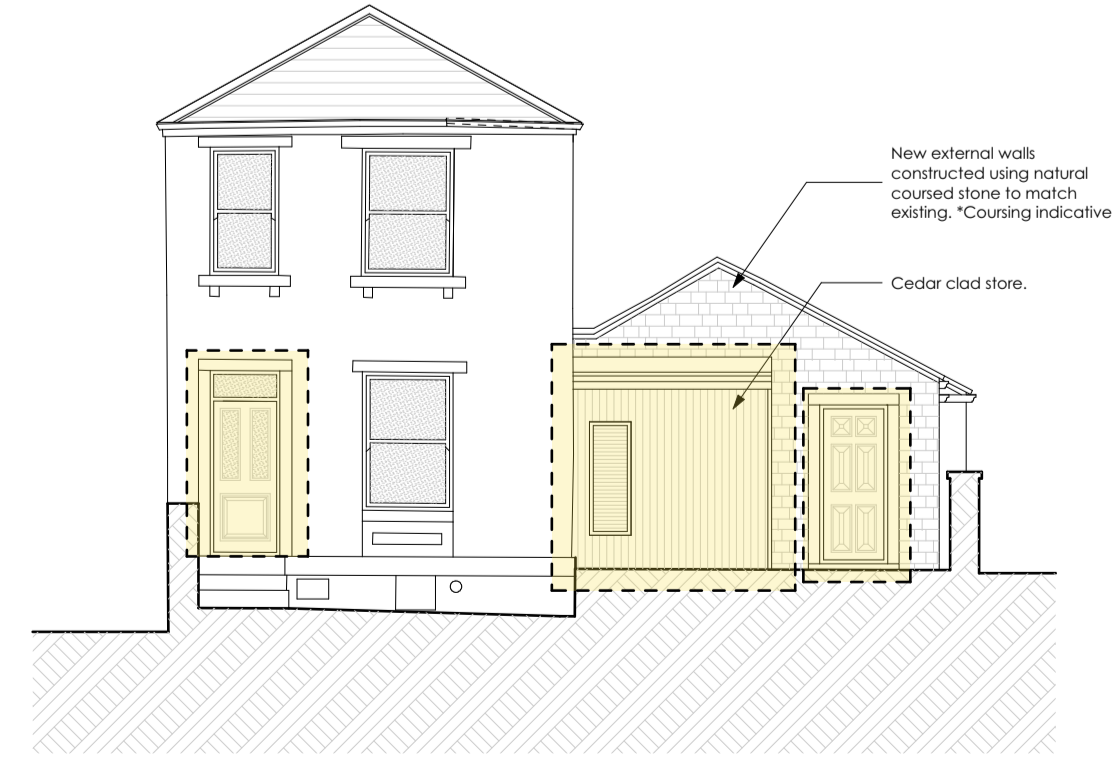 New external walls
constructed using natural
coursed stone to match
existing. *Coursing indicative
Cedar clad store.